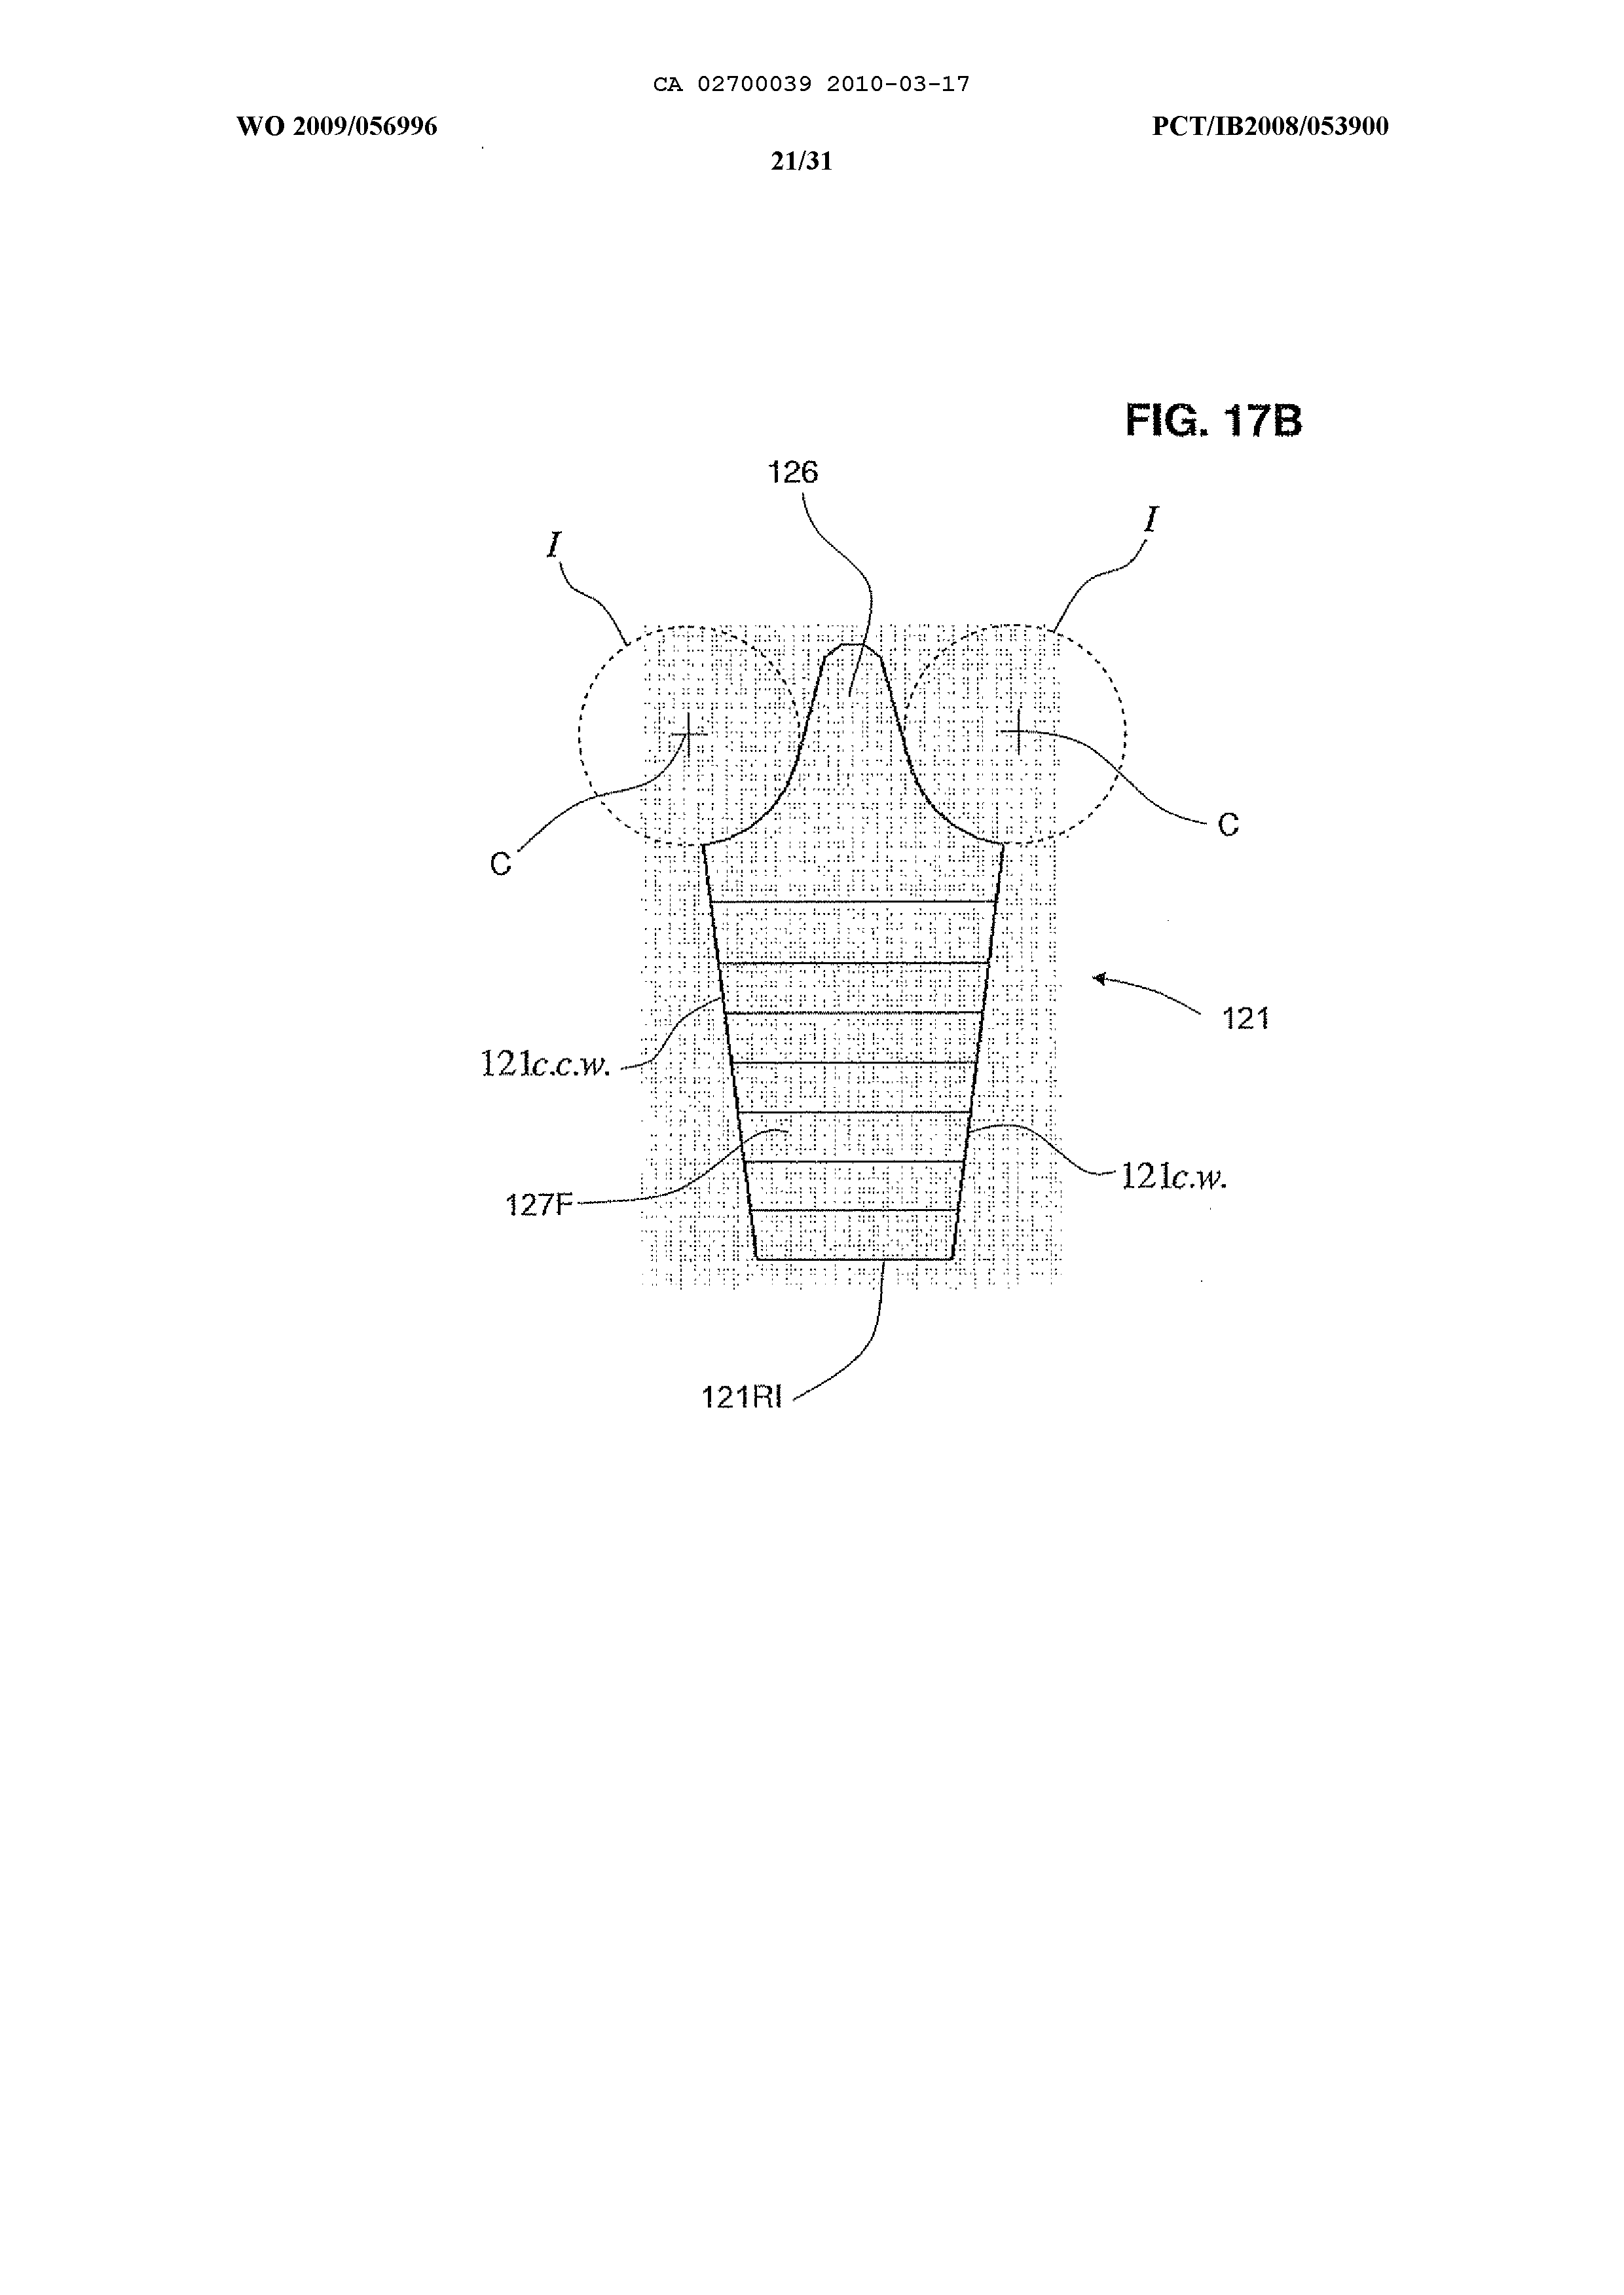 CA 02700039 2010-03-17
WO 2009/056996
PCT/IB2008/053900
21/31
FIG. 17B
126
I
I
C
C
121
121c.c.w.
121c.w.
127F
121RI